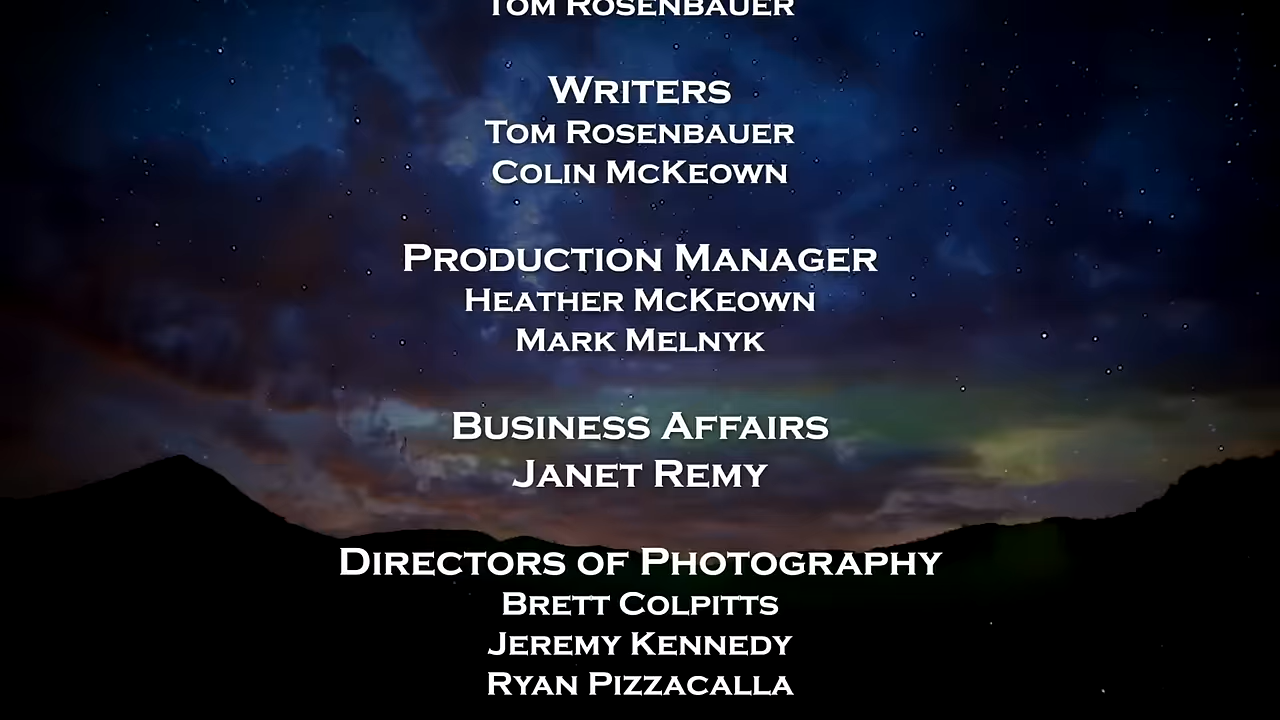 Tom Rosenbauer
Writers
Tom Rosenbauer
Colin McKeown
Production Manager
Heather McKeown
Mark Melnyk
Business Affairs
Janet Remy
Directors of Photography
Brett Colpitts
Jeremy Kennedy
Ryan Pizzacalla